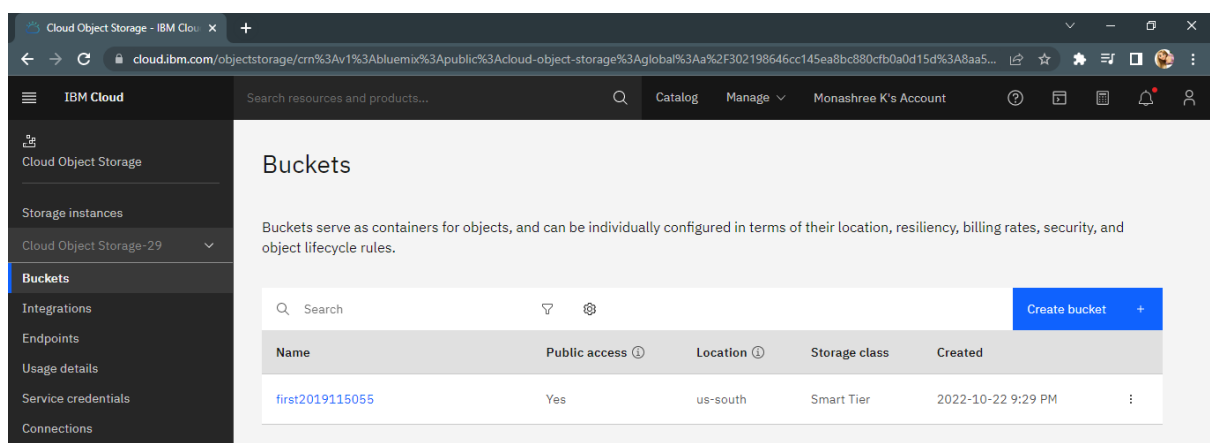 Cloud Object Storage - IBM Clou
cloud.ibm.com/objectstorage/crn%3Av1%3Abluemix%3Apublic%3Acloud-object-storage%3Aglobal%3Aa%2F302198646cc145ea8bc880cfb0a0d15d%3A8aa5...
IBM Cloud
Search resources and products...
Catalog
Manage
Monashree K's Account
Cloud Object Storage
Storage instances
Cloud Object Storage-29
Buckets
Integrations
Endpoints
Usage details
Service credentials
Connections
Buckets
Buckets serve as containers for objects, and can be individually configured in terms of their location, resiliency, billing rates, security, and
object lifecycle rules.
Search
Create bucket +
Name Public access Location Storage class Created
first2019115055 Yes us-south Smart Tier 2022-10-22 9:29 PM